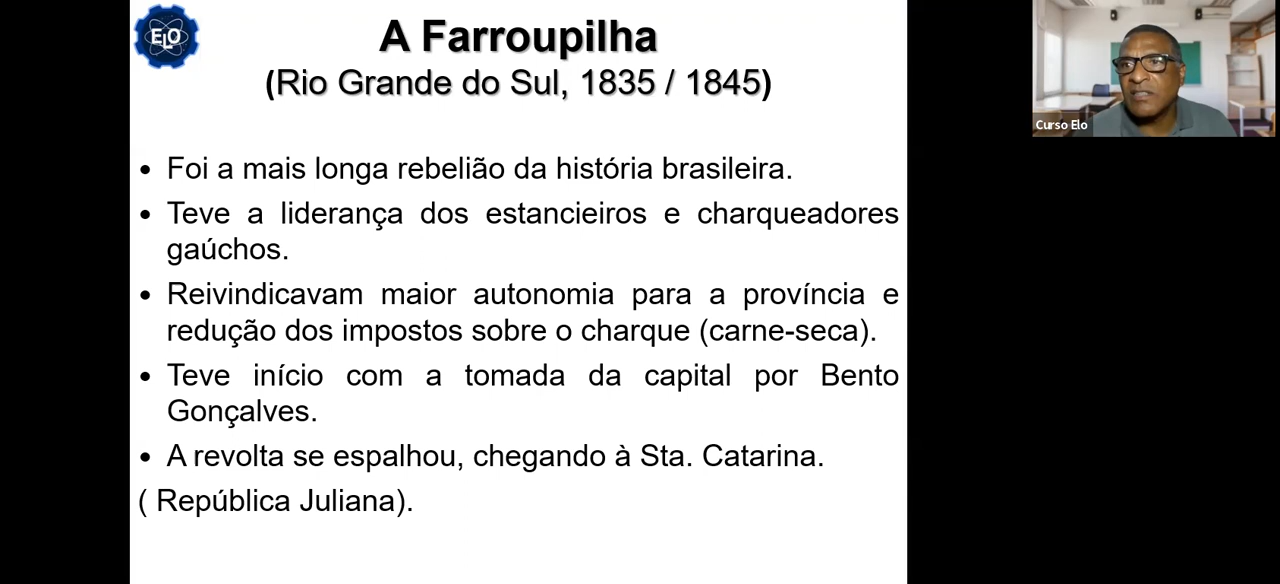 ELO
A Farroupilha
(Rio Grande do Sul, 1835 / 1845)
• Foi a mais longa rebelião da história brasileira.
• Teve a liderança dos estancieiros e charqueadores
gaúchos.
• Reivindicavam maior autonomia para a província e
redução dos impostos sobre o charque (carne-seca).
• Teve início com a tomada da capital por Bento
Gonçalves.
• A revolta se espalhou, chegando à Sta. Catarina.
( República Juliana).
Curso Elo